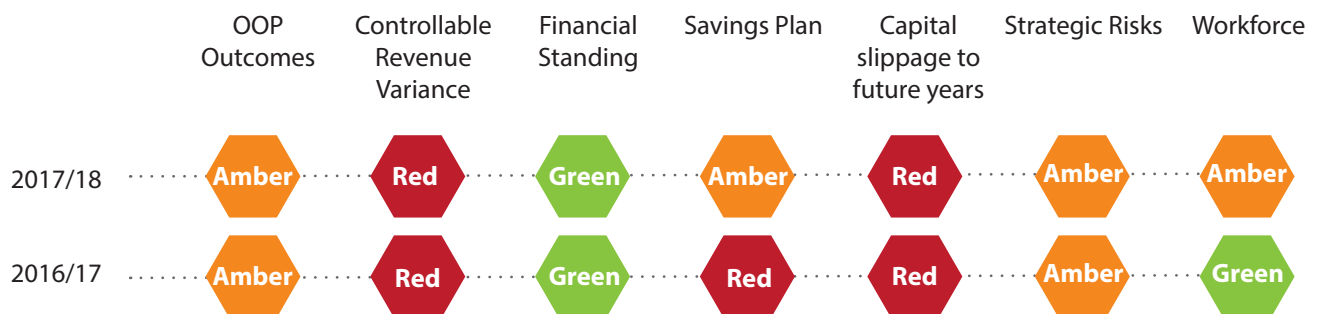 OOP
Outcomes
Controllable
Revenue
Variance
Financial
Standing
Savings Plan
Capital
slippage to
future years
Strategic Risks
Workforce
2017/18 Amber Red Green Amber Red Amber Amber
2016/17 Amber Red Green Red Red Amber Green